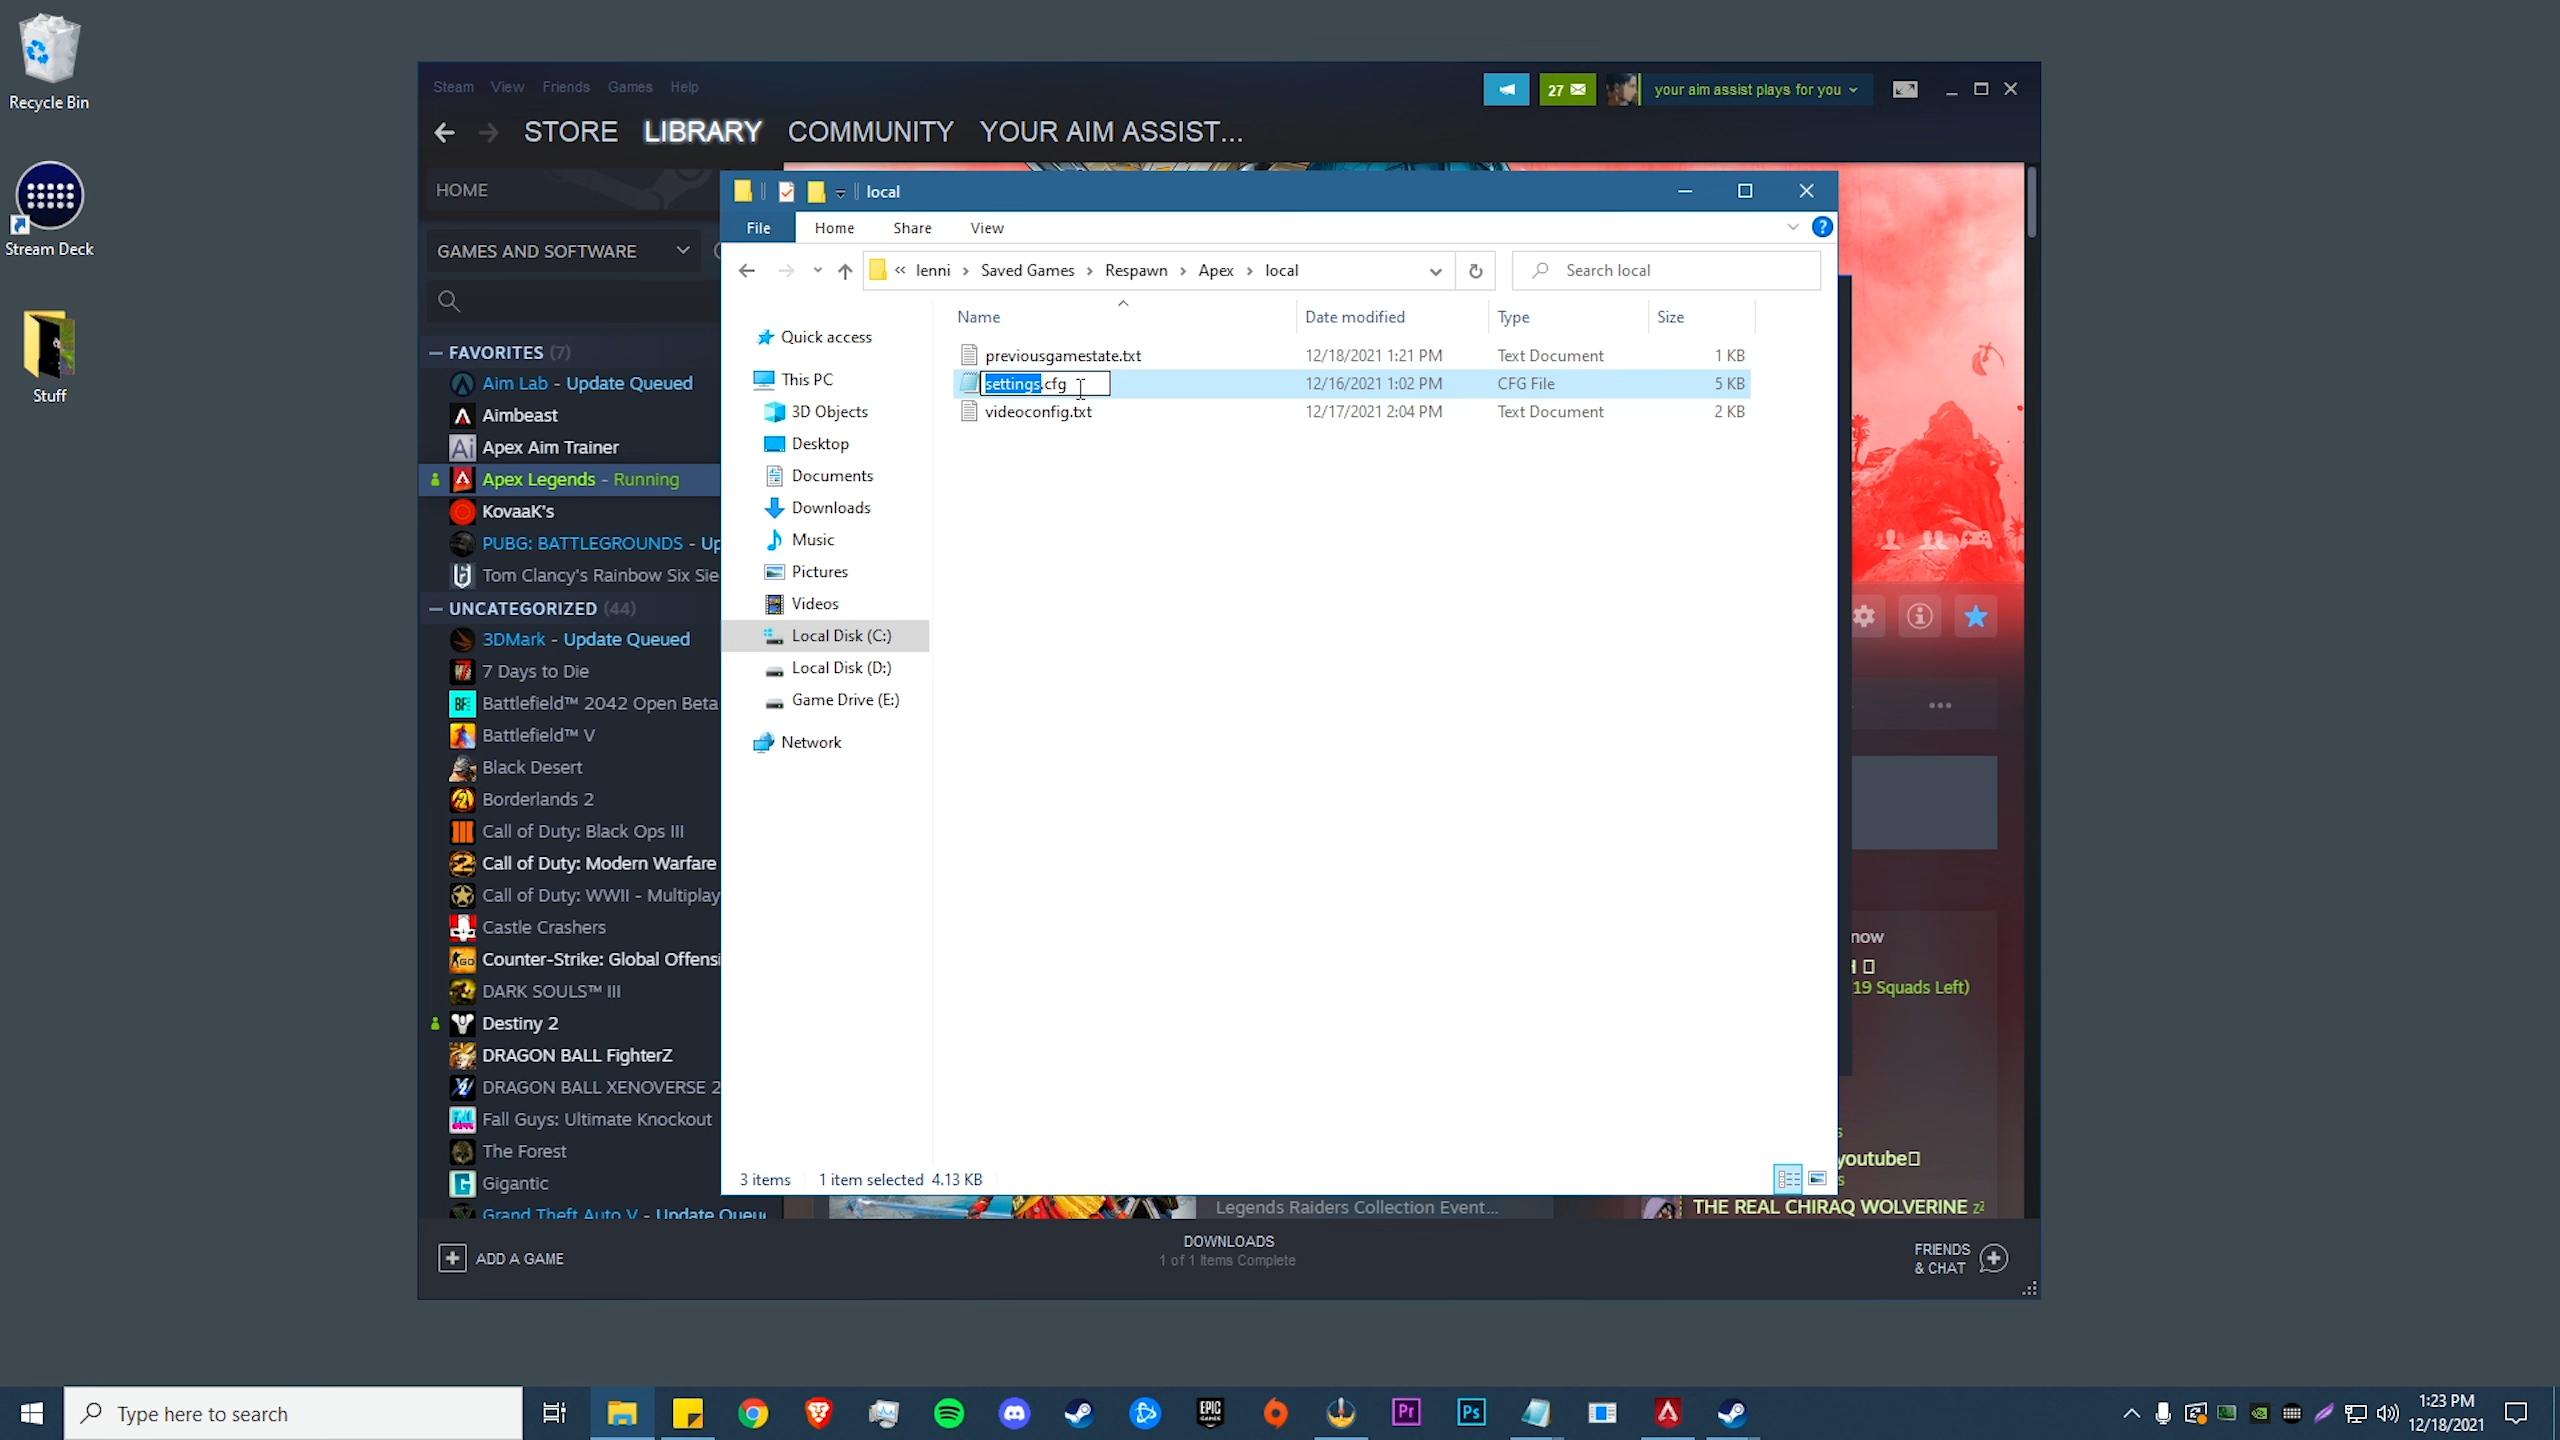 Recycle Bin
Stream Deck
Stuff
Steam View Friends Games Help
27
your aim assist plays for you
STORE LIBRARY COMMUNITY YOUR AIM ASSIST...
HOME
GAMES AND SOFTWARE
FAVORITES (7)
Aim Lab - Update Queued
Aimbeast
Apex Aim Trainer
Apex Legends - Running
KovaaK's
PUBG: BATTLEGROUNDS - Up
Tom Clancy's Rainbow Six Sie
UNCATEGORIZED (44)
3DMark - Update Queued
7 Days to Die
Battlefield™ 2042 Open Beta
Battlefield™ V
Black Desert
Borderlands 2
Call of Duty: Black Ops III
Call of Duty: Modern Warfare
Call of Duty: WWII - Multiplay
Castle Crashers
Counter-Strike: Global Offensi
DARK SOULS™ III
Destiny 2
DRAGON BALL FighterZ
DRAGON BALL XENOVERSE 2
Fall Guys: Ultimate Knockout
The Forest
Gigantic
Grand Theft Auto V - Update Queu
local
File Home Share View
« lenni › Saved Games › Respawn › Apex › local
Search local
Name Date modified Type Size
previousgamestate.txt 12/18/2021 1:21 PM Text Document 1 KB
settings.cfg 12/16/2021 1:02 PM CFG File 5 KB
videoconfig.txt 12/17/2021 2:04 PM Text Document 2 KB
Quick access
This PC
3D Objects
Desktop
Documents
Downloads
Music
Pictures
Videos
Local Disk (C:)
Local Disk (D:)
Game Drive (E:)
Network
3 items 1 item selected 4.13 KB
now
19 Squads Left)
youtube
THE REAL CHIRAQ WOLVERINE
Legends Raiders Collection Event...
ADD A GAME
DOWNLOADS
1 of 1 Items Complete
FRIENDS
& CHAT
Type here to search
EPIC
GAMES
Pr
Ps
1:23 PM
12/18/2021